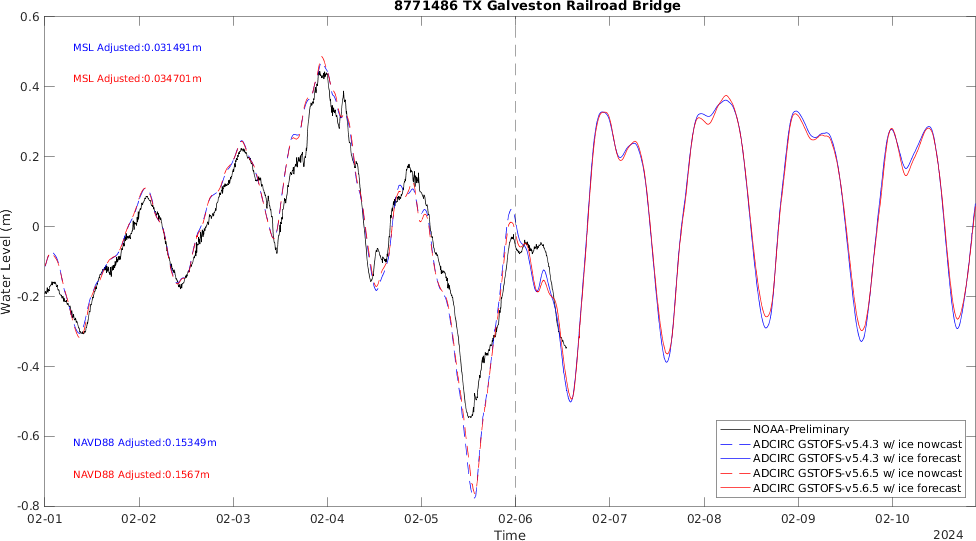 8771486 TX Galveston Railroad Bridge
0.6
MSL Adjusted:0.031491m
MSL Adjusted:0.034701m
0.4
0.2
0
-0.2
-0.4
-0.6
-0.8
Water Level (m)
NAVD88 Adjusted:0.15349m
NAVD88 Adjusted:0.1567m
NOAA-Preliminary
ADCIRC GSTOFS-v5.4.3 w/ ice nowcast
ADCIRC GSTOFS-v5.4.3 w/ ice forecast
ADCIRC GSTOFS-v5.6.5 w/ ice nowcast
ADCIRC GSTOFS-v5.6.5 w/ ice forecast
02-01 02-02 02-03 02-04 02-05 02-06 02-07 02-08 02-09 02-10
Time
2024